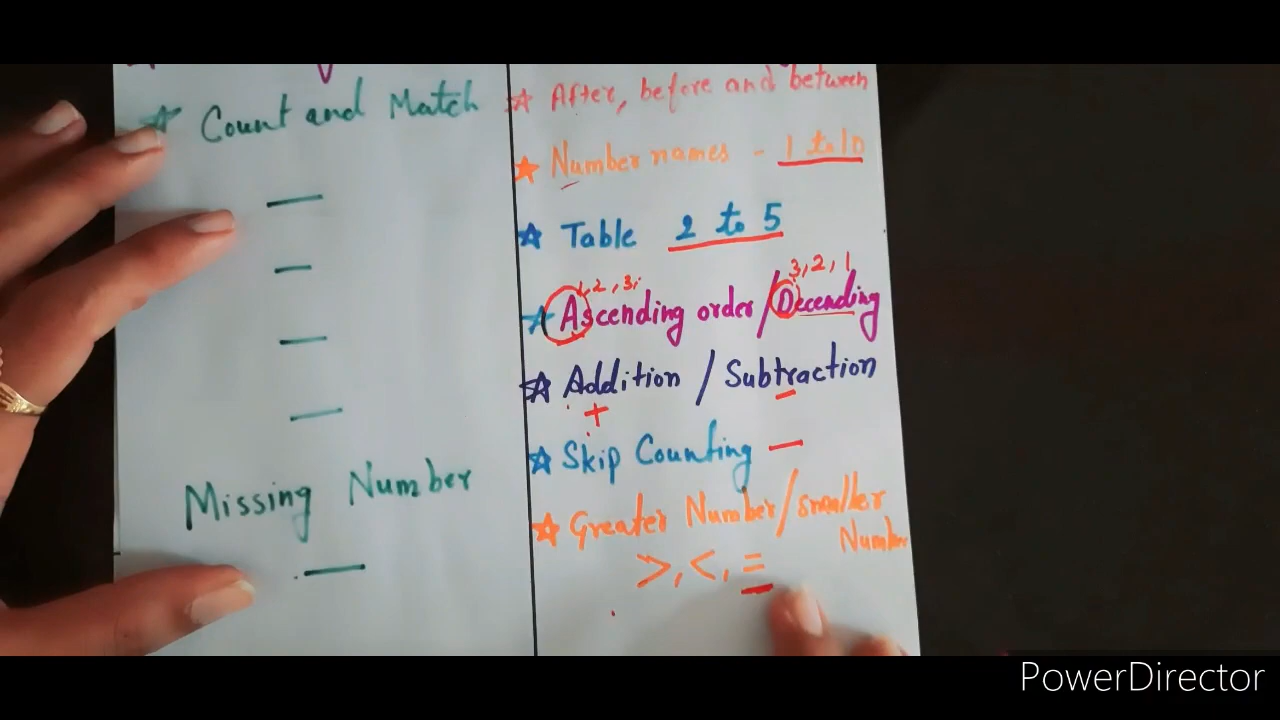 ☆ Count and Match
Missing Number
☆ After, before and between
★ Number names - 1 to 10
☆ Table 2 to 5
1, 2, 3, 3, 2, 1
☆ Ascending order / Decending
☆ Addition / Subtraction
+ -
☆ Skip Counting —
☆ Greater Number / smaller
Number
>, <, =
PowerDirector